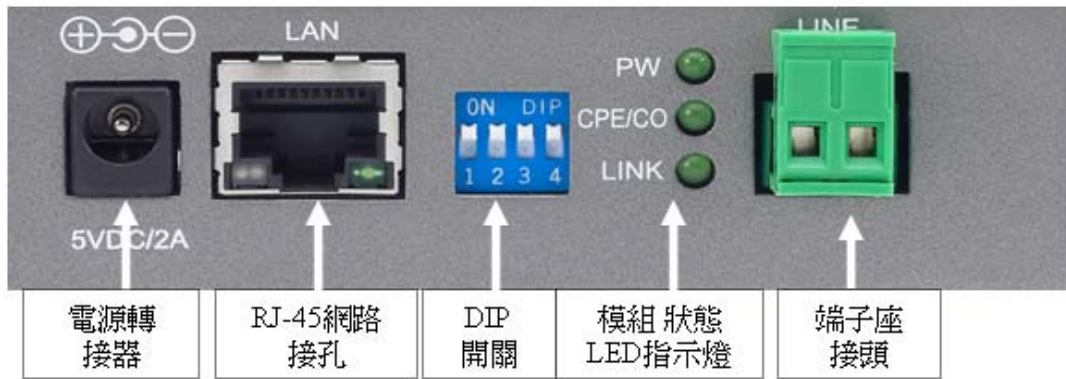 LAN
LINE
PW
CPE/CO
LINK
ON DIP
1 2 3 4
5VDC/2A
電源轉
接器
RJ-45網路
接孔
DIP
開關
模組 狀態
LED指示燈
端子座
接頭